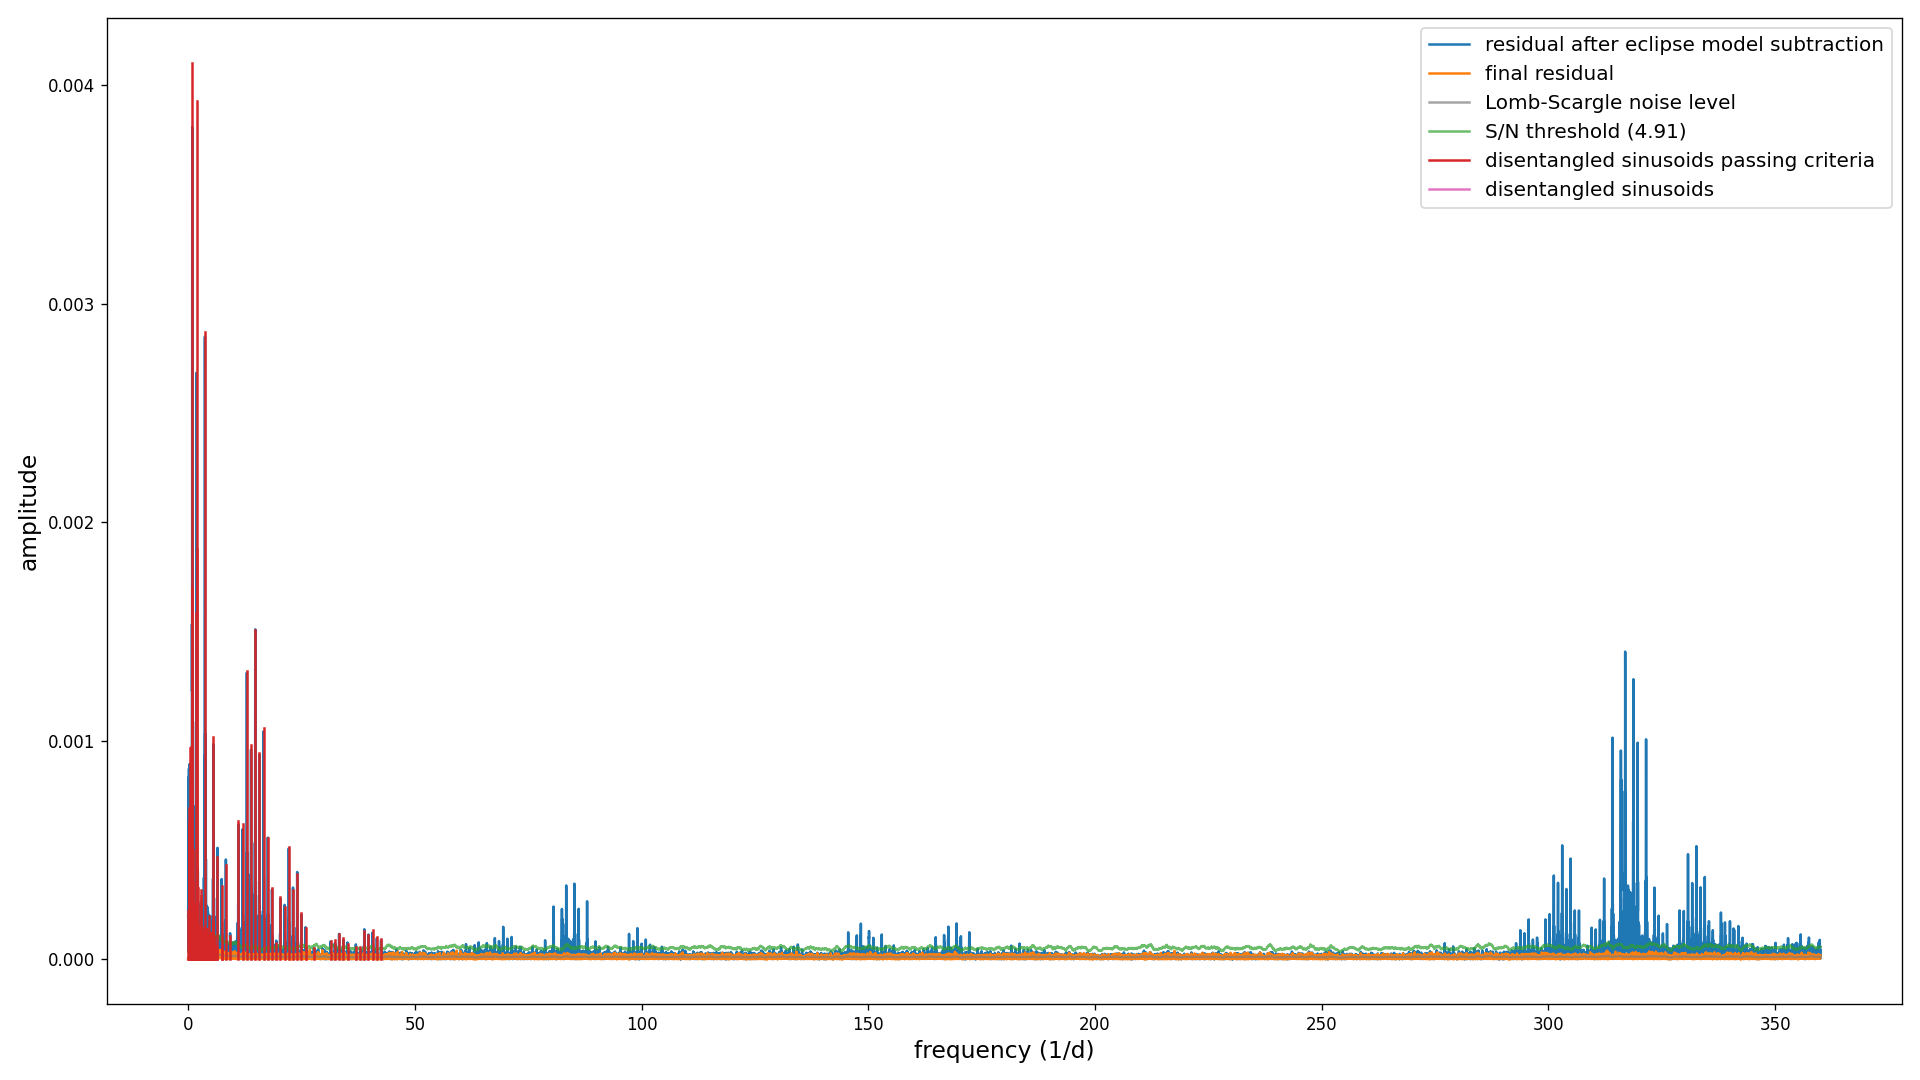 residual after eclipse model subtraction
final residual
Lomb-Scargle noise level
S/N threshold (4.91)
disentangled sinusoids passing criteria
disentangled sinusoids
0.004
0.003
0.002
0.001
0.000
amplitude
0 50 100 150 200 250 300 350
frequency (1/d)